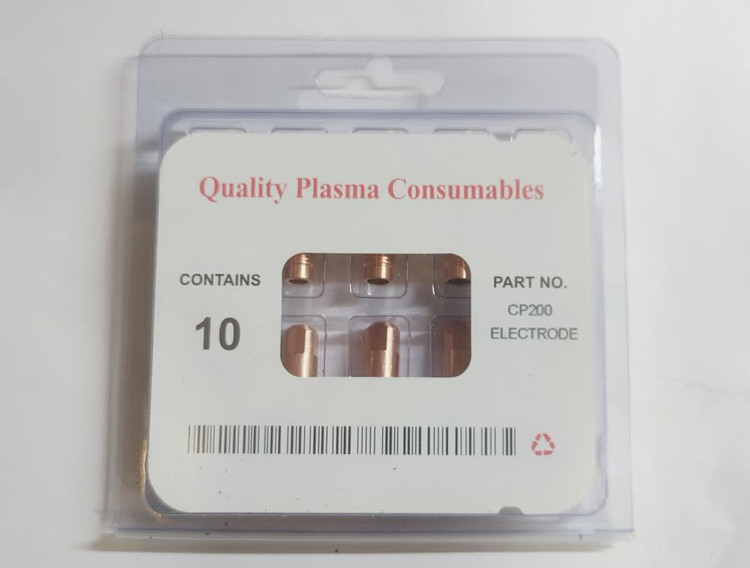 Quality Plasma Consumables
CONTAINS
10
PART NO.
CP200
ELECTRODE